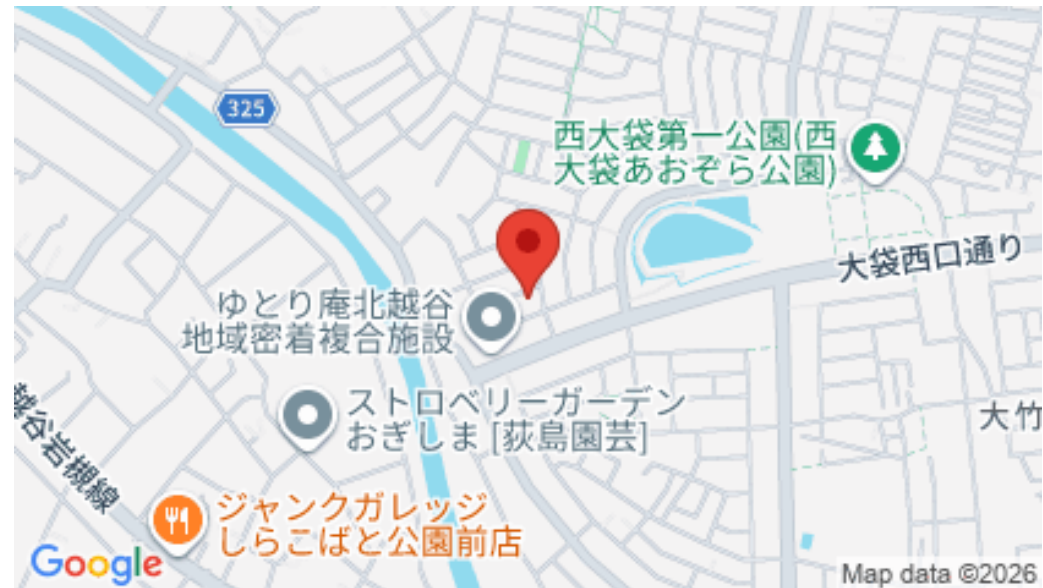 325
西大袋第一公園(西
大袋あおぞら公園)
大袋西口通り
ゆとり庵北越谷
地域密着複合施設
ストロベリーガーデン
おぎしま [荻島園芸]
大竹
越谷岩槻線
ジャンクガレッジ
しらこばと公園前店
Google
Map data ©2026